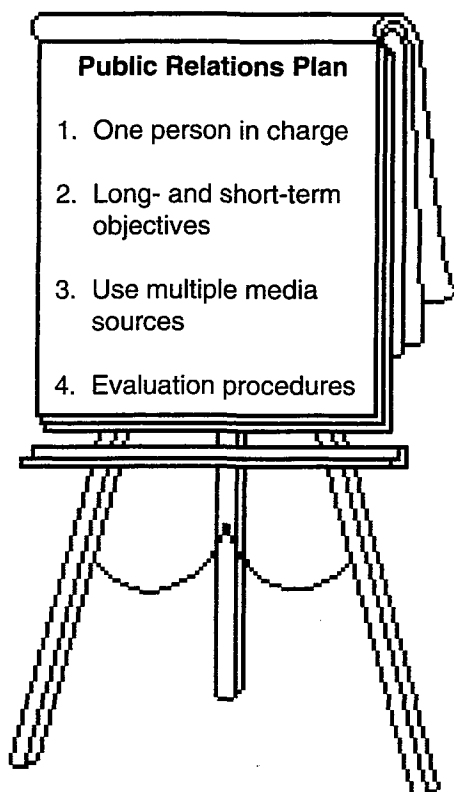 Public Relations Plan
1. One person in charge
2. Long- and short-term
objectives
3. Use multiple media
sources
4. Evaluation procedures